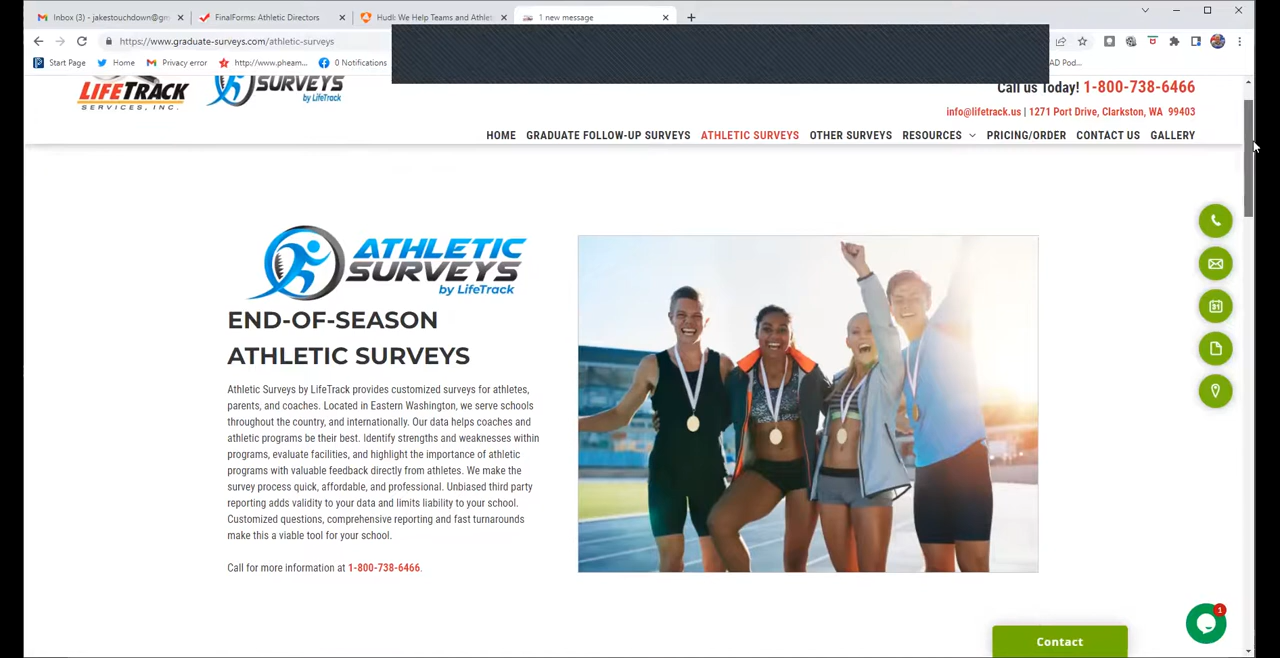 Inbox (3) - jakestouchdown@gm
FinalForms: Athletic Directors
Hudl: We Help Teams and Athlet
1 new message
https://www.graduate-surveys.com/athletic-surveys
Start Page
Home
Privacy error
http://www.pheam...
0 Notifications
AD Pod...
LIFETRACK
SERVICES, INC.
SURVEYS
by LifeTrack
Call us Today! 1-800-738-6466
info@lifetrack.us | 1271 Port Drive, Clarkston, WA 99403
HOME GRADUATE FOLLOW-UP SURVEYS ATHLETIC SURVEYS OTHER SURVEYS RESOURCES PRICING/ORDER CONTACT US GALLERY
ATHLETIC
SURVEYS
by LifeTrack
END-OF-SEASON
ATHLETIC SURVEYS
Athletic Surveys by LifeTrack provides customized surveys for athletes,
parents, and coaches. Located in Eastern Washington, we serve schools
throughout the country, and internationally. Our data helps coaches and
athletic programs be their best. Identify strengths and weaknesses within
programs, evaluate facilities, and highlight the importance of athletic
programs with valuable feedback directly from athletes. We make the
survey process quick, affordable, and professional. Unbiased third party
reporting adds validity to your data and limits liability to your school.
Customized questions, comprehensive reporting and fast turnarounds
make this a viable tool for your school.
Call for more information at 1-800-738-6466.
31
1
Contact